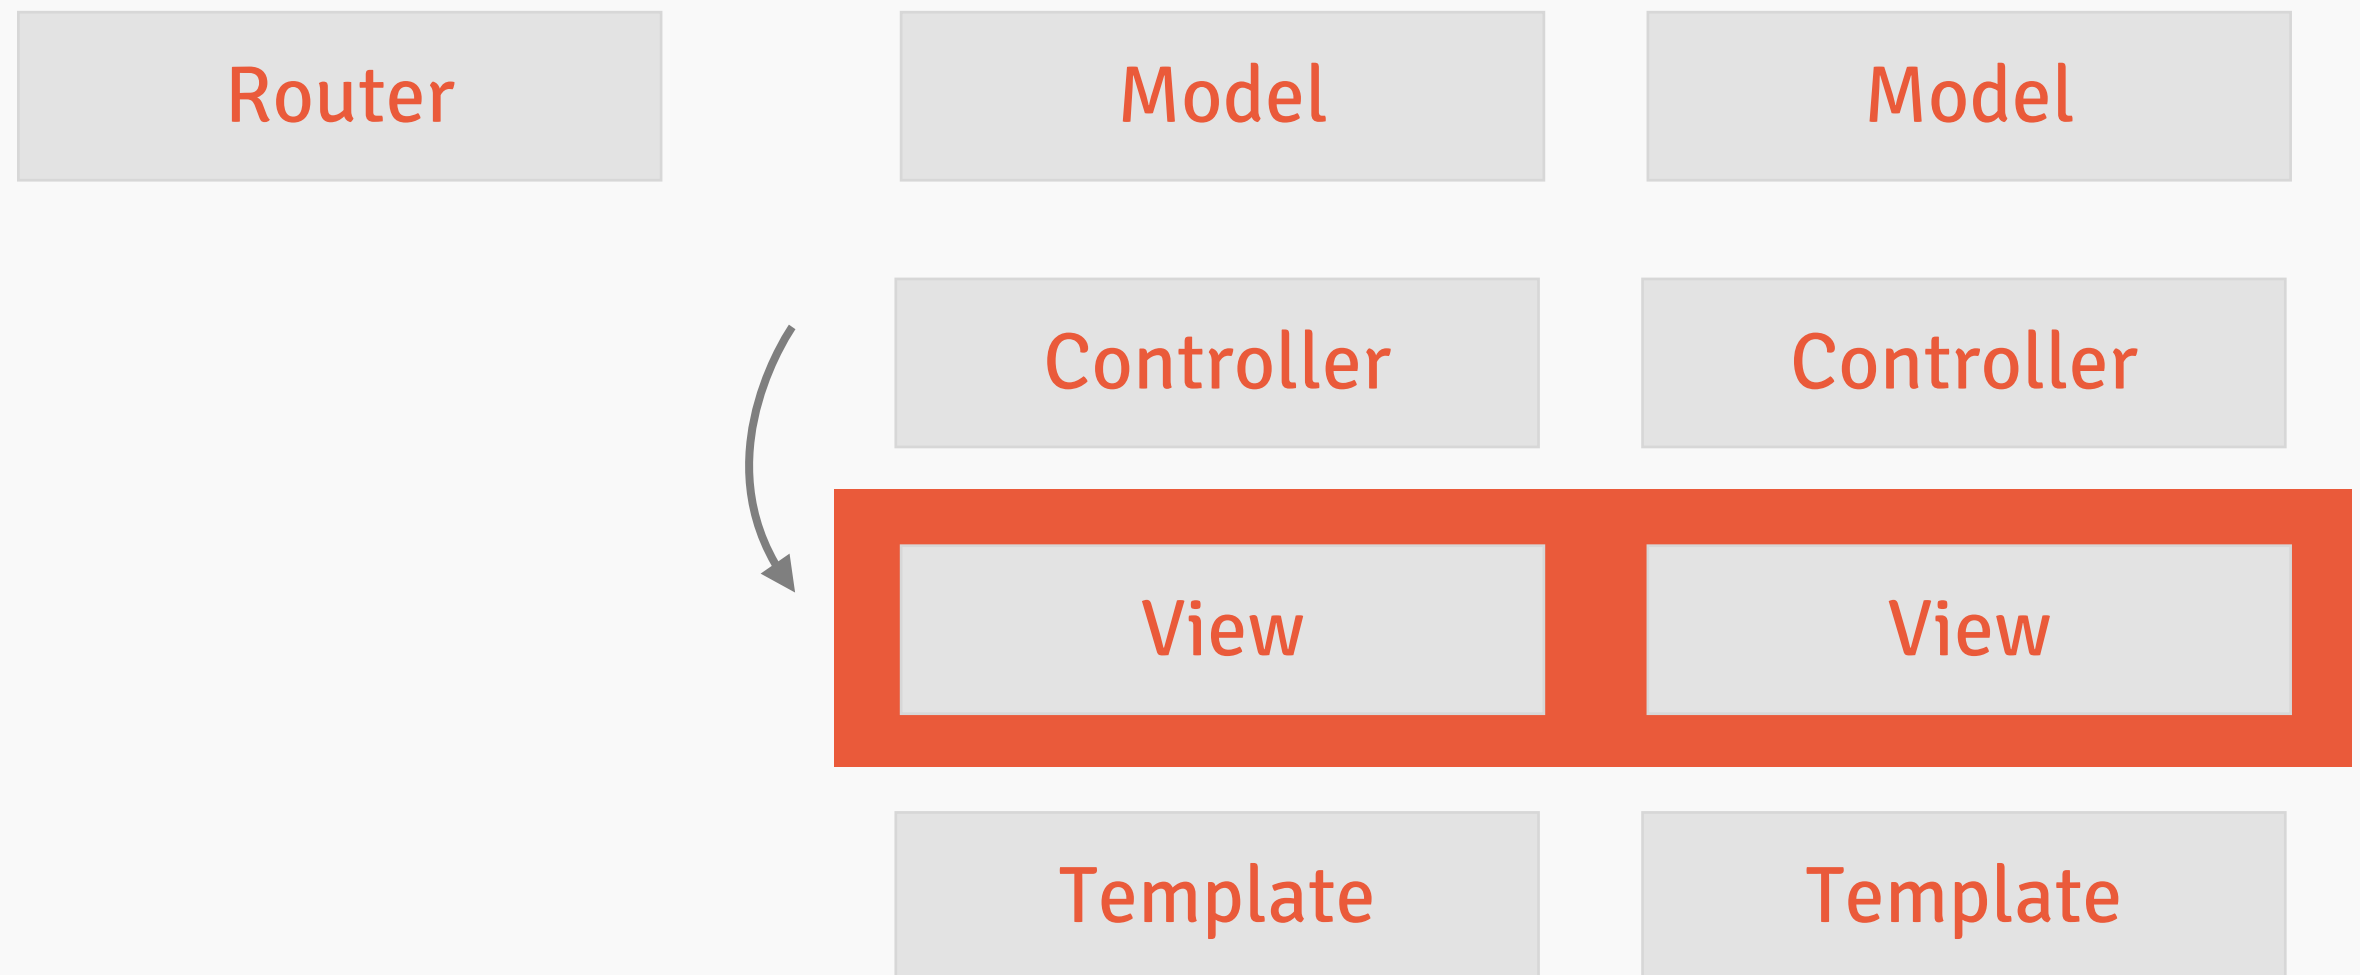 Router
Model
Model
Controller
Controller
View
View
Template
Template